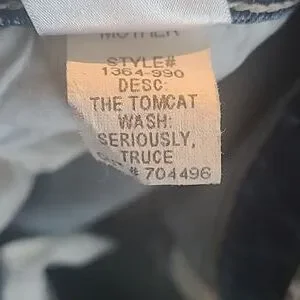 MOTHER
STYLE#
1364-990
DESC:
THE TOMCAT
WASH:
SERIOUSLY,
TRUCE
# 704496